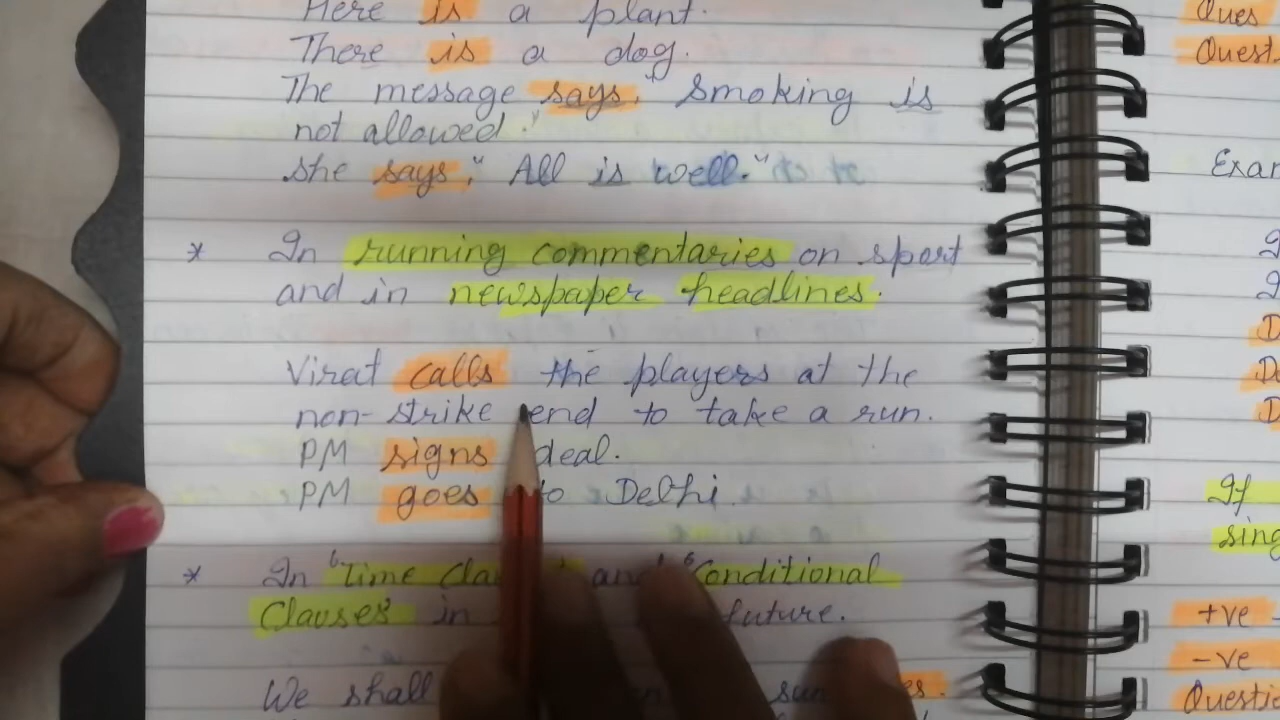 Here is a plant.
There is a dog.
The message says, "Smoking is
not allowed."
She says, "All is well."
* In running commentaries on sport
and in newspaper headlines.
Virat calls the players at the
non-strike end to take a run.
PM signs deal.
PM goes to Delhi.
* In "Time and "Conditional
Clauses" in future.
We shall
Ques
Quest
If
sing
+ve -
-ve
Questio